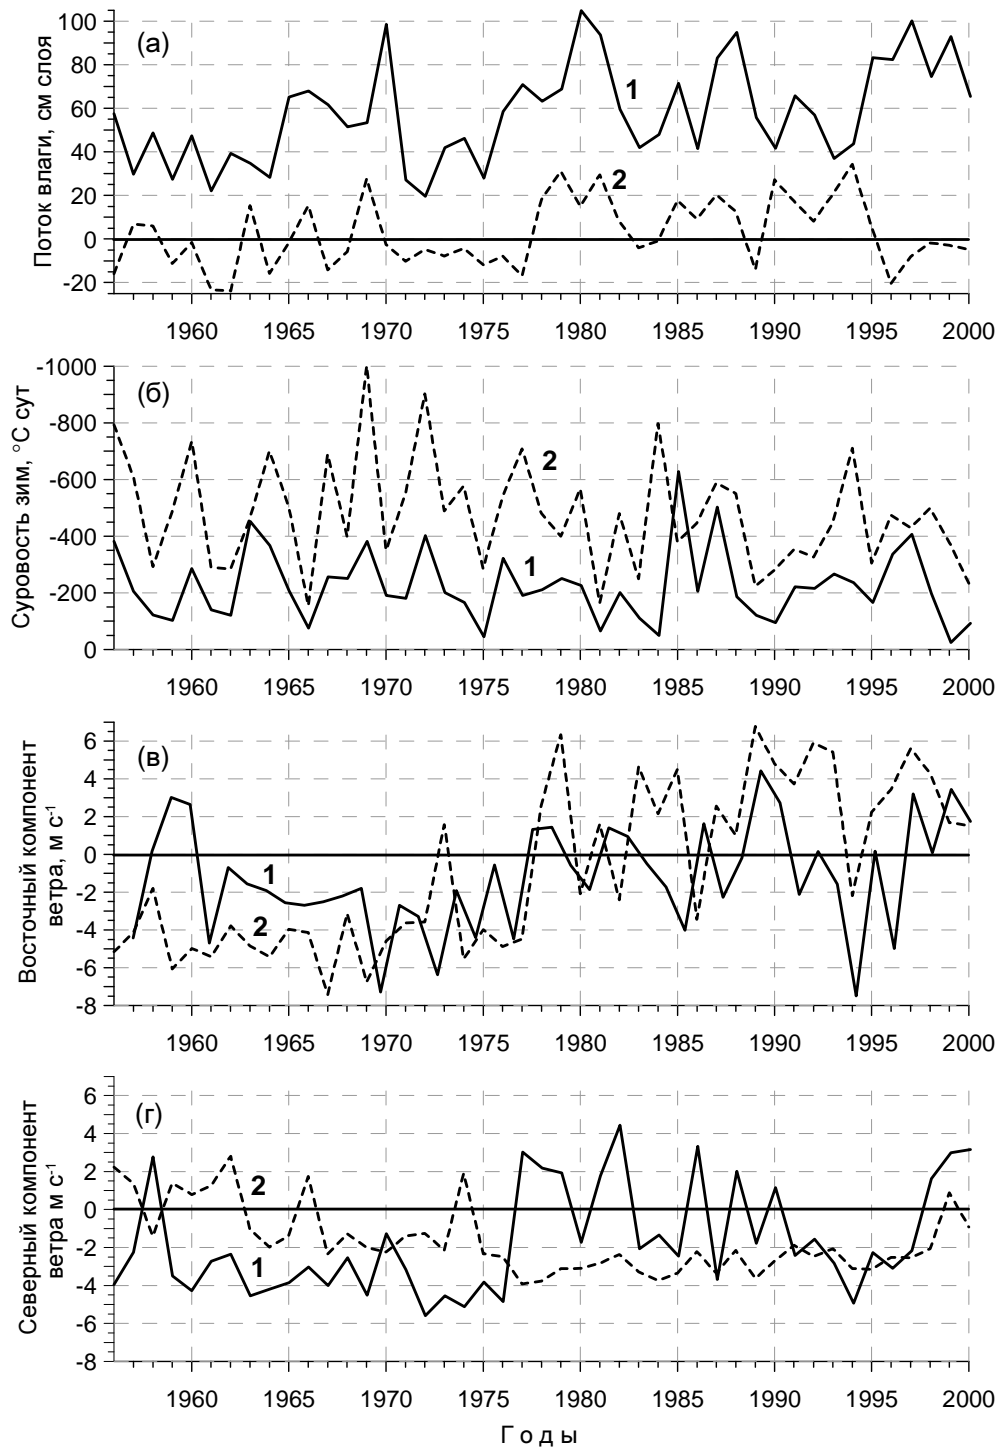 (а)
Поток влаги, см слоя
100
80
60
40
20
0
-20
1
2
1960 1965 1970 1975 1980 1985 1990 1995 2000
(б)
Суровость зим, °С сут
-1000
-800
-600
-400
-200
0
2
1
1960 1965 1970 1975 1980 1985 1990 1995 2000
(в)
Восточный компонент
ветра, м с-1
6
4
2
0
-2
-4
-6
-8
1
2
1960 1965 1970 1975 1980 1985 1990 1995 2000
(г)
Северный компонент
ветра м с-1
6
4
2
0
-2
-4
-6
-8
2
1
1960 1965 1970 1975 1980 1985 1990 1995 2000
Годы